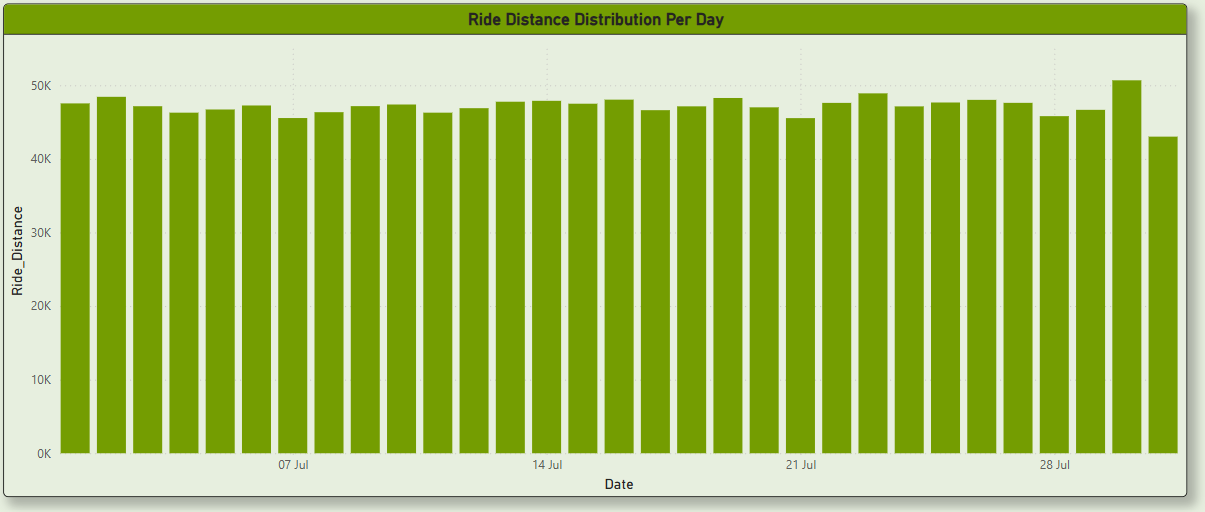 Ride Distance Distribution Per Day
Ride_Distance
50K
40K
30K
20K
10K
0K
07 Jul
14 Jul
21 Jul
28 Jul
Date